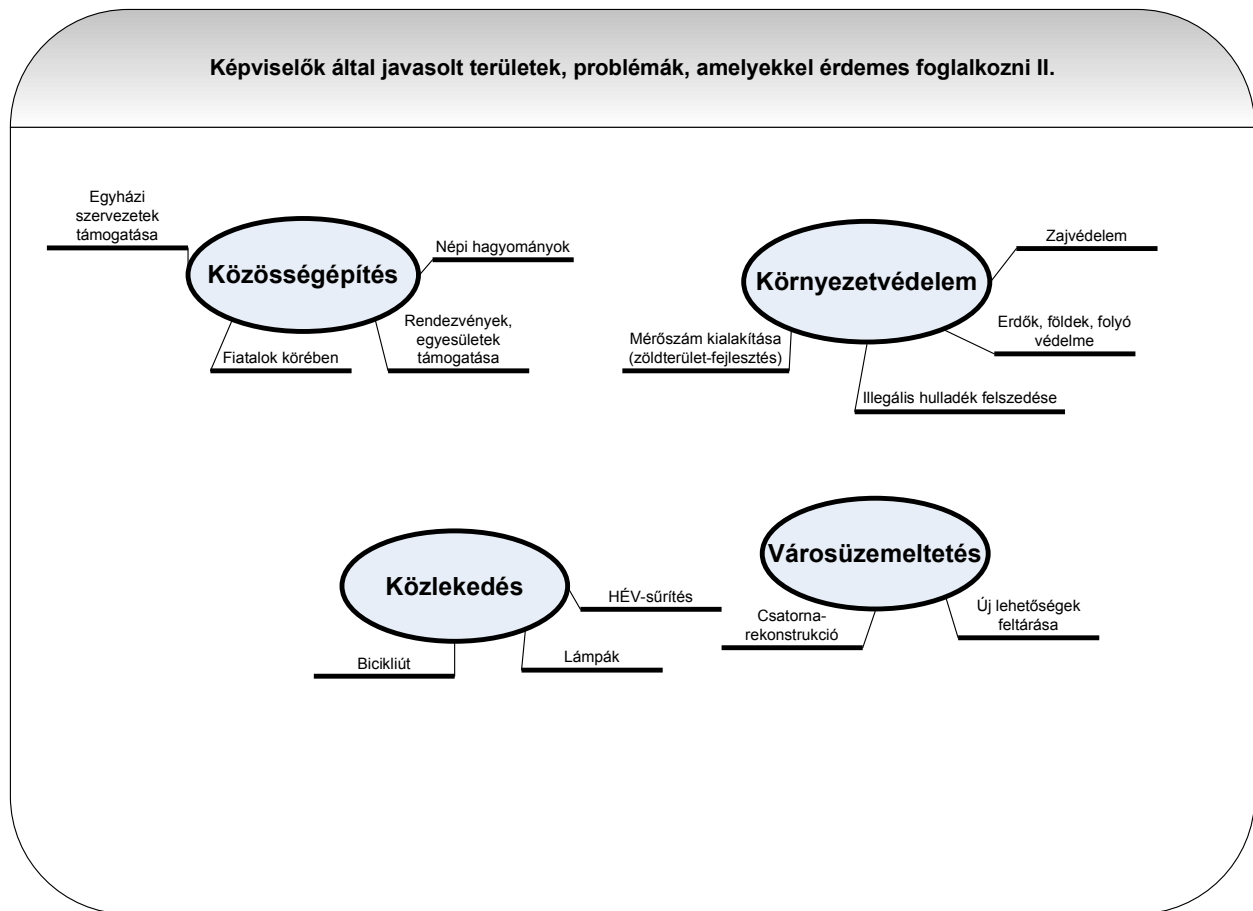 Képviselők által javasolt területek, problémák, amelyekkel érdemes foglalkozni II.
Egyházi
szervezetek
támogatása
Közösségépítés
Népi hagyományok
Fiatalok körében
Rendezvények,
egyesületek
támogatása
Környezetvédelem
Zajvédelem
Mérőszám kialakítása
(zöldterület-fejlesztés)
Erdők, földek, folyó
védelme
Illegális hulladék felszedése
Közlekedés
HÉV-sűrítés
Bicikliút
Lámpák
Városüzemeltetés
Csatorna-
rekonstrukció
Új lehetőségek
feltárása